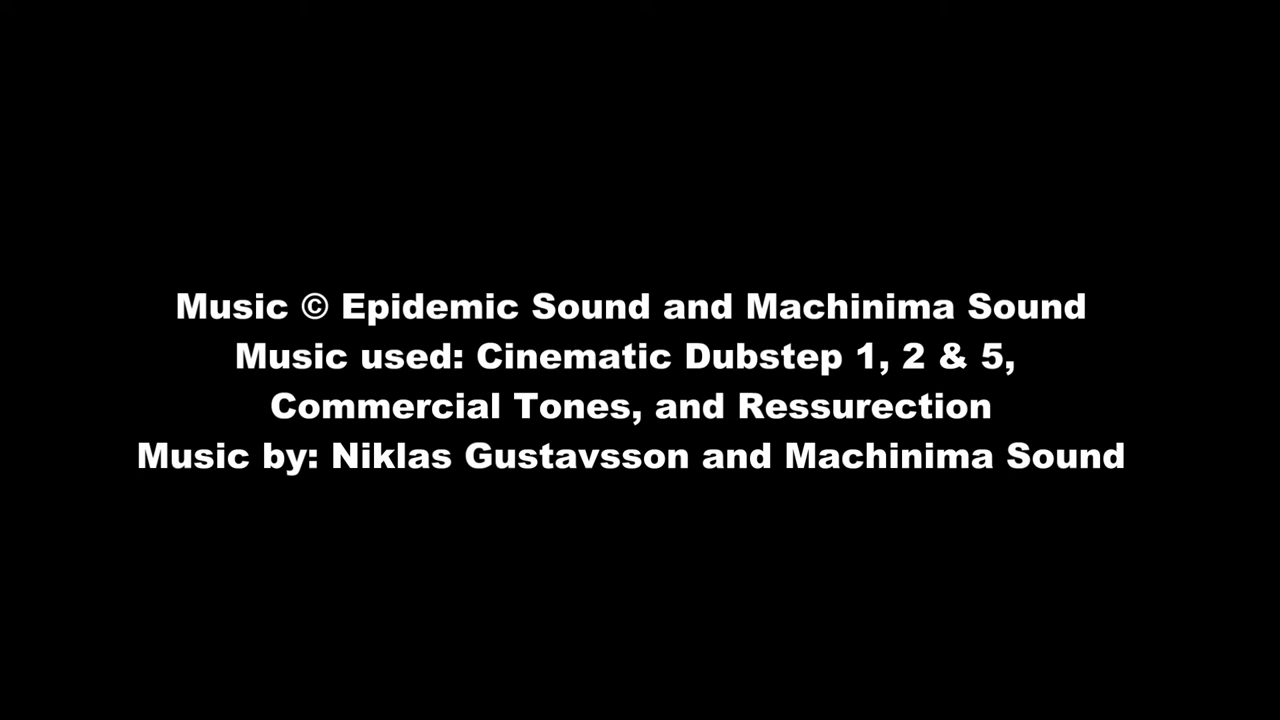 Music © Epidemic Sound and Machinima Sound
Music used: Cinematic Dubstep 1, 2 & 5,
Commercial Tones, and Ressurection
Music by: Niklas Gustavsson and Machinima Sound